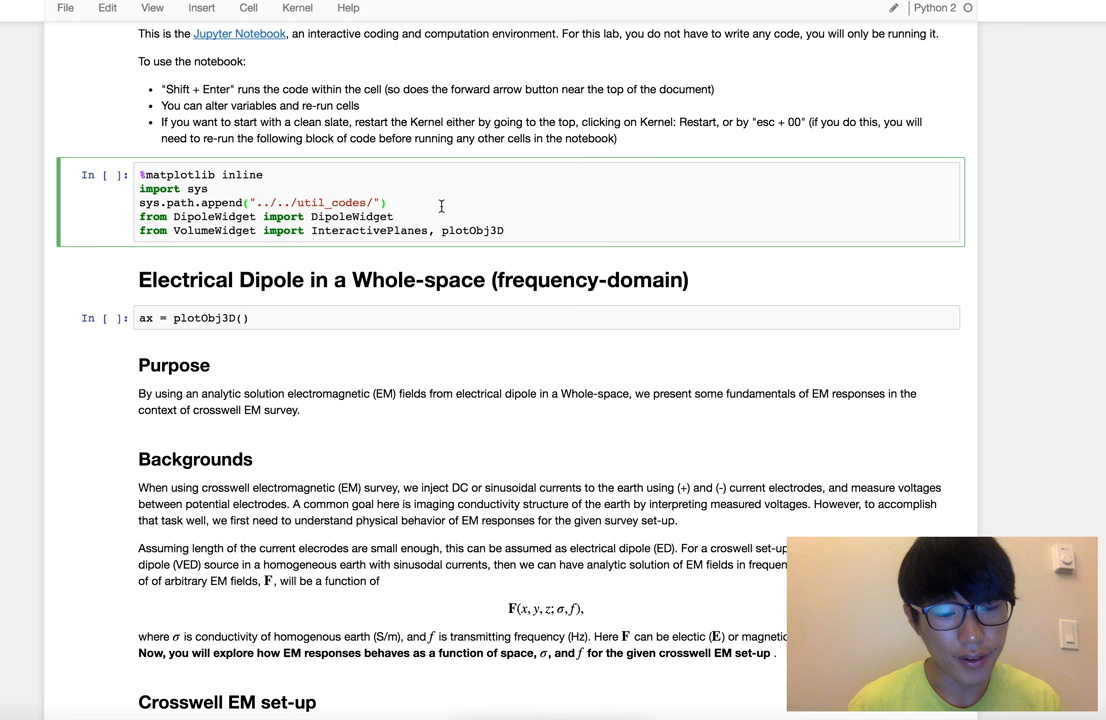 File Edit View Insert Cell Kernel Help Python 2
This is the Jupyter Notebook, an interactive coding and computation environment. For this lab, you do not have to write any code, you will only be running it.
To use the notebook:
• "Shift + Enter" runs the code within the cell (so does the forward arrow button near the top of the document)
• You can alter variables and re-run cells
• If you want to start with a clean slate, restart the Kernel either by going to the top, clicking on Kernel: Restart, or by "esc + 00" (if you do this, you will
need to re-run the following block of code before running any other cells in the notebook)
In [ ]: %matplotlib inline
import sys
sys.path.append("../../util_codes/")
from DipoleWidget import DipoleWidget
from VolumeWidget import InteractivePlanes, plotObj3D
Electrical Dipole in a Whole-space (frequency-domain)
In [ ]: ax = plotObj3D()
Purpose
By using an analytic solution electromagnetic (EM) fields from electrical dipole in a Whole-space, we present some fundamentals of EM responses in the
context of crosswell EM survey.
Backgrounds
When using crosswell electromagnetic (EM) survey, we inject DC or sinusoidal currents to the earth using (+) and (-) current electrodes, and measure voltages
between potential electrodes. A common goal here is imaging conductivity structure of the earth by interpreting measured voltages. However, to accomplish
that task well, we first need to understand physical behavior of EM responses for the given survey set-up.
Assuming length of the current elecrodes are small enough, this can be assumed as electrical dipole (ED). For a croswell set-up
dipole (VED) source in a homogeneous earth with sinusodal currents, then we can have analytic solution of EM fields in frequen
of of arbitrary EM fields, F, will be a function of
F(x, y, z; σ, f),
where σ is conductivity of homogenous earth (S/m), and f is transmitting frequency (Hz). Here F can be electic (E) or magnetic
Now, you will explore how EM responses behaves as a function of space, σ, and f for the given crosswell EM set-up .
Crosswell EM set-up